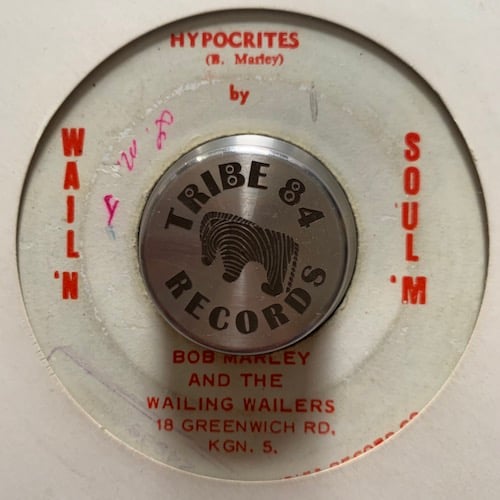 HYPOCRITES
(B. Marley)
by
WAIL 'N
SOUL 'M
TRIBE 84
RECORDS
BOB MARLEY
AND THE
WAILING WAILERS
18 GREENWICH RD,
KGN. 5.